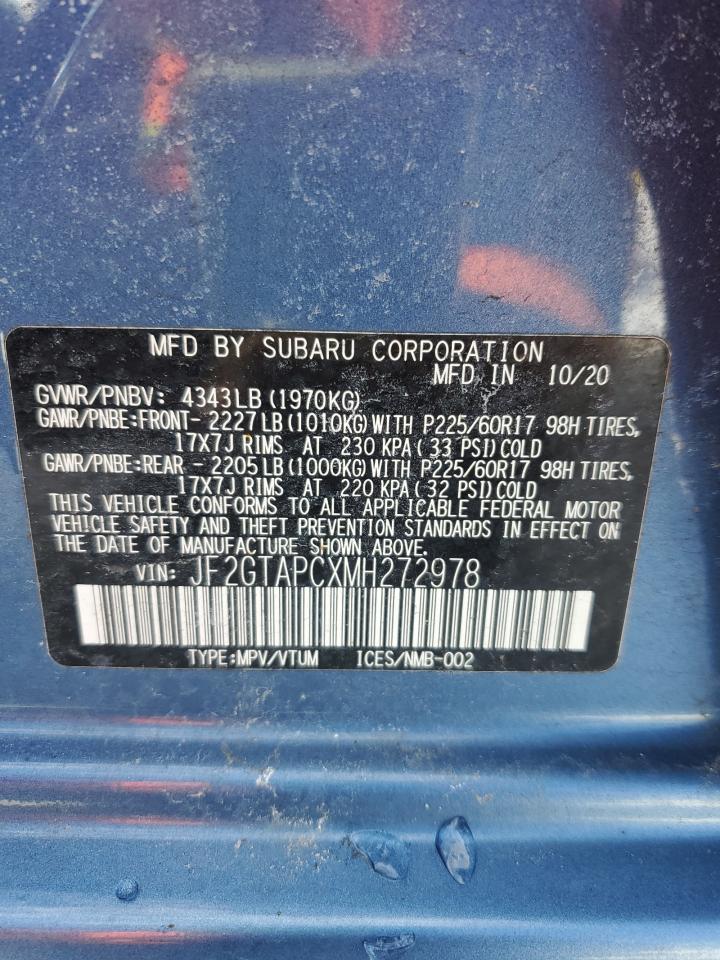 MFD BY SUBARU CORPORATION
MFD IN 10/20
GVWR/PNBV: 4343LB (1970KG)
GAWR/PNBE:FRONT- 2227LB (1010KG) WITH P225/60R17 98H TIRES,
17X7J RIMS AT 230 KPA ( 33 PSI) COLD
GAWR/PNBE:REAR - 2205LB (1000KG) WITH P225/60R17 98H TIRES,
17X7J RIMS AT 220 KPA ( 32 PSI) COLD
THIS VEHICLE CONFORMS TO ALL APPLICABLE FEDERAL MOTOR
VEHICLE SAFETY AND THEFT PREVENTION STANDARDS IN EFFECT ON
THE DATE OF MANUFACTURE SHOWN ABOVE.
VIN: JF2GTAPCXMH272978
TYPE:MPV/VTUM ICES/NMB-002